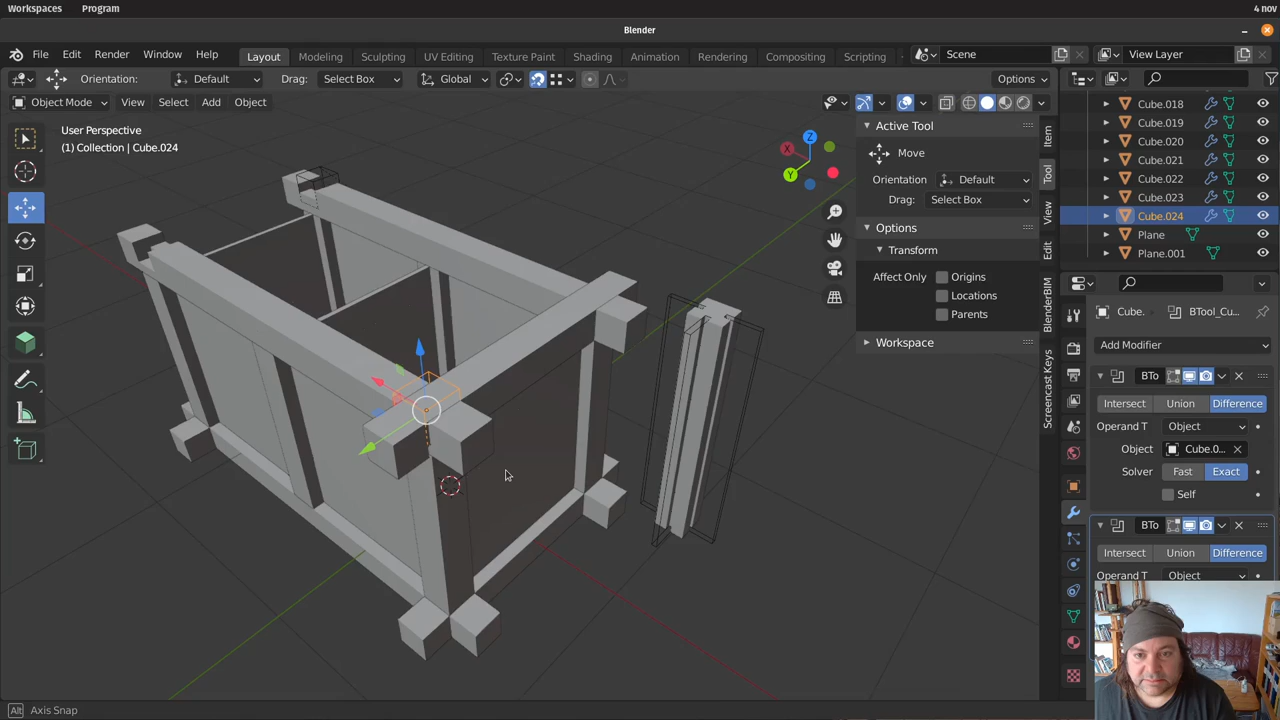 Workspaces Program 4 nov
Blender
File Edit Render Window Help Layout Modeling Sculpting UV Editing Texture Paint Shading Animation Rendering Compositing Scripting Scene View Layer
Orientation: Default Drag: Select Box Global Options
Object Mode View Select Add Object
User Perspective
(1) Collection | Cube.024
X Y Z
Active Tool
Move
Orientation Default
Drag: Select Box
Options
Transform
Affect Only Origins
Locations
Parents
Workspace
Item
Tool
View
Edit
BlenderBIM
Screencast Keys
Cube.018
Cube.019
Cube.020
Cube.021
Cube.022
Cube.023
Cube.024
Plane
Plane.001
Cube. BTool_Cu...
Add Modifier
BTo
Intersect Union Difference
Operand T Object
Object Cube.0...
Solver Fast Exact
Self
BTo
Intersect Union Difference
Operand T Object
Alt Axis Snap